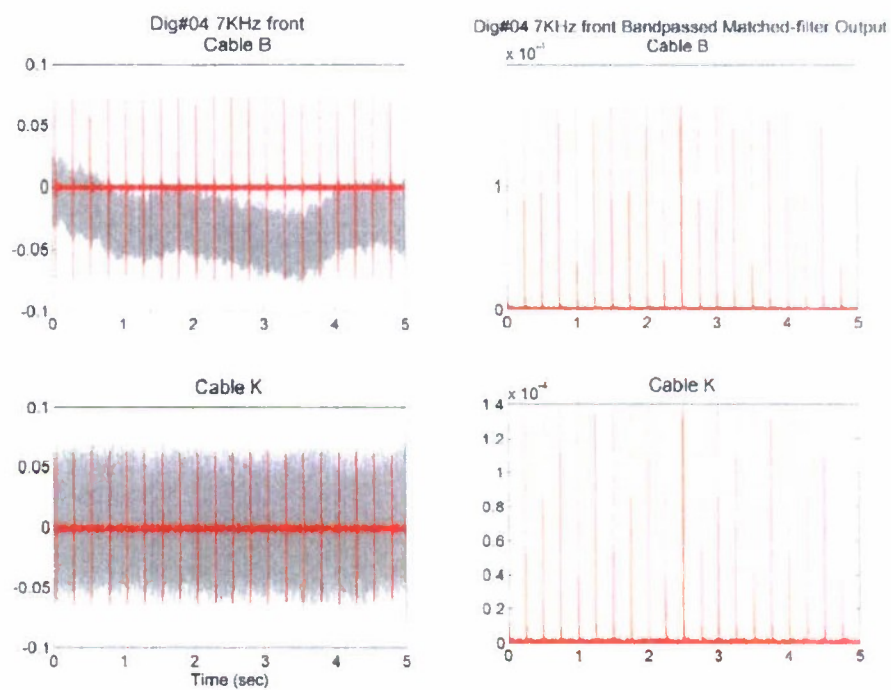 Dig#04 7KHz front
Cable B
0.1
0.05
0
-0.05
-0.1
0 1 2 3 4 5
Dig#04 7KHz front Bandpassed Matched-filter Output
Cable B
1
0
0 1 2 3 4 5
Cable K
0.1
0.05
0
-0.05
-0.1
0 1 2 3 4 5
Time (sec)
Cable K
x 10⁻⁴
1 4
1.2
1
0.8
0.6
0.4
0 2
0
0 1 2 3 4 5